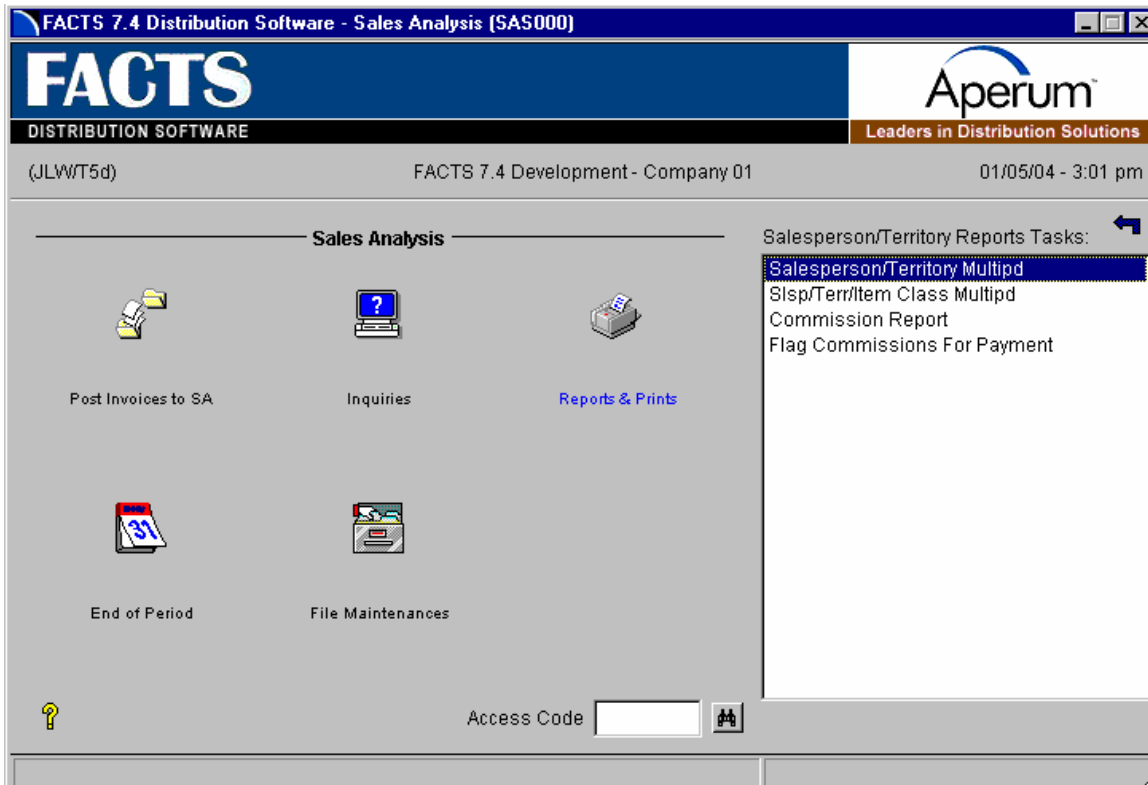 FACTS 7.4 Distribution Software - Sales Analysis (SAS000)
FACTS
DISTRIBUTION SOFTWARE
Aperum™
Leaders in Distribution Solutions
(JLW/T5d)
FACTS 7.4 Development - Company 01
01/05/04 - 3:01 pm
Sales Analysis
Post Invoices to SA
?
Inquiries
Reports & Prints
31
End of Period
File Maintenances
Salesperson/Territory Reports Tasks:
Salesperson/Territory Multipd
Slsp/Terr/Item Class Multipd
Commission Report
Flag Commissions For Payment
?
Access Code